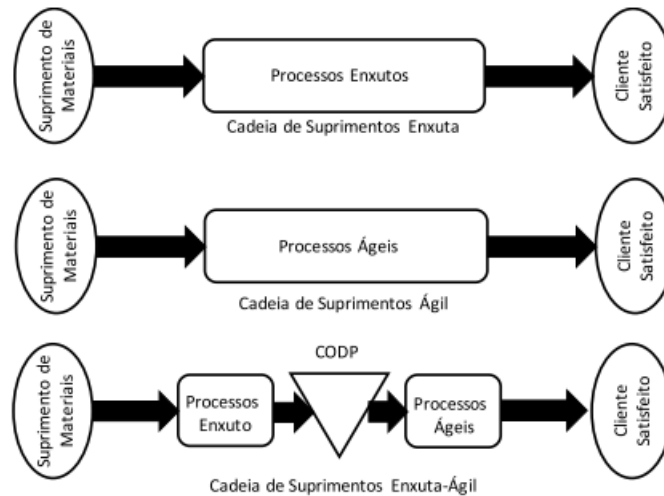 Suprimento de
Materiais
Processos Enxutos
Cliente
Satisfeito
Cadeia de Suprimentos Enxuta
Suprimento de
Materiais
Processos Ágeis
Cliente
Satisfeito
Cadeia de Suprimentos Ágil
CODP
Suprimento de
Materiais
Processos
Enxuto
Processos
Ágeis
Cliente
Satisfeito
Cadeia de Suprimentos Enxuta-Ágil